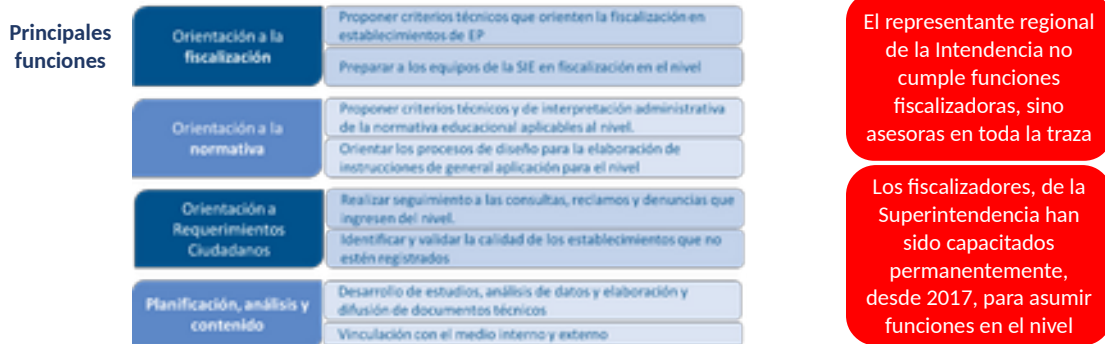 Principales
funciones
Orientación a la
fiscalización
Proponer criterios técnicos que orienten la fiscalización en
establecimientos de EP
Preparar a los equipos de la SIE en fiscalización en el nivel
Orientación a la
normativa
Proponer criterios técnicos y de interpretación administrativa
de la normativa educacional aplicables al nivel.
Orientar los procesos de diseño para la elaboración de
instrucciones de general aplicación para el nivel
Orientación a
Requerimientos
Ciudadanos
Realizar seguimiento a las consultas, reclamos y denuncias que
ingresen del nivel.
Identificar y validar la calidad de los establecimientos que no
estén registrados
Planificación, análisis y
contenido
Desarrollo de estudios, análisis de datos y elaboración y
difusión de documentos técnicos
Vinculación con el medio interno y externo
El representante regional
de la Intendencia no
cumple funciones
fiscalizadoras, sino
asesoras en toda la traza
Los fiscalizadores, de la
Superintendencia han
sido capacitados
permanentemente,
desde 2017, para asumir
funciones en el nivel